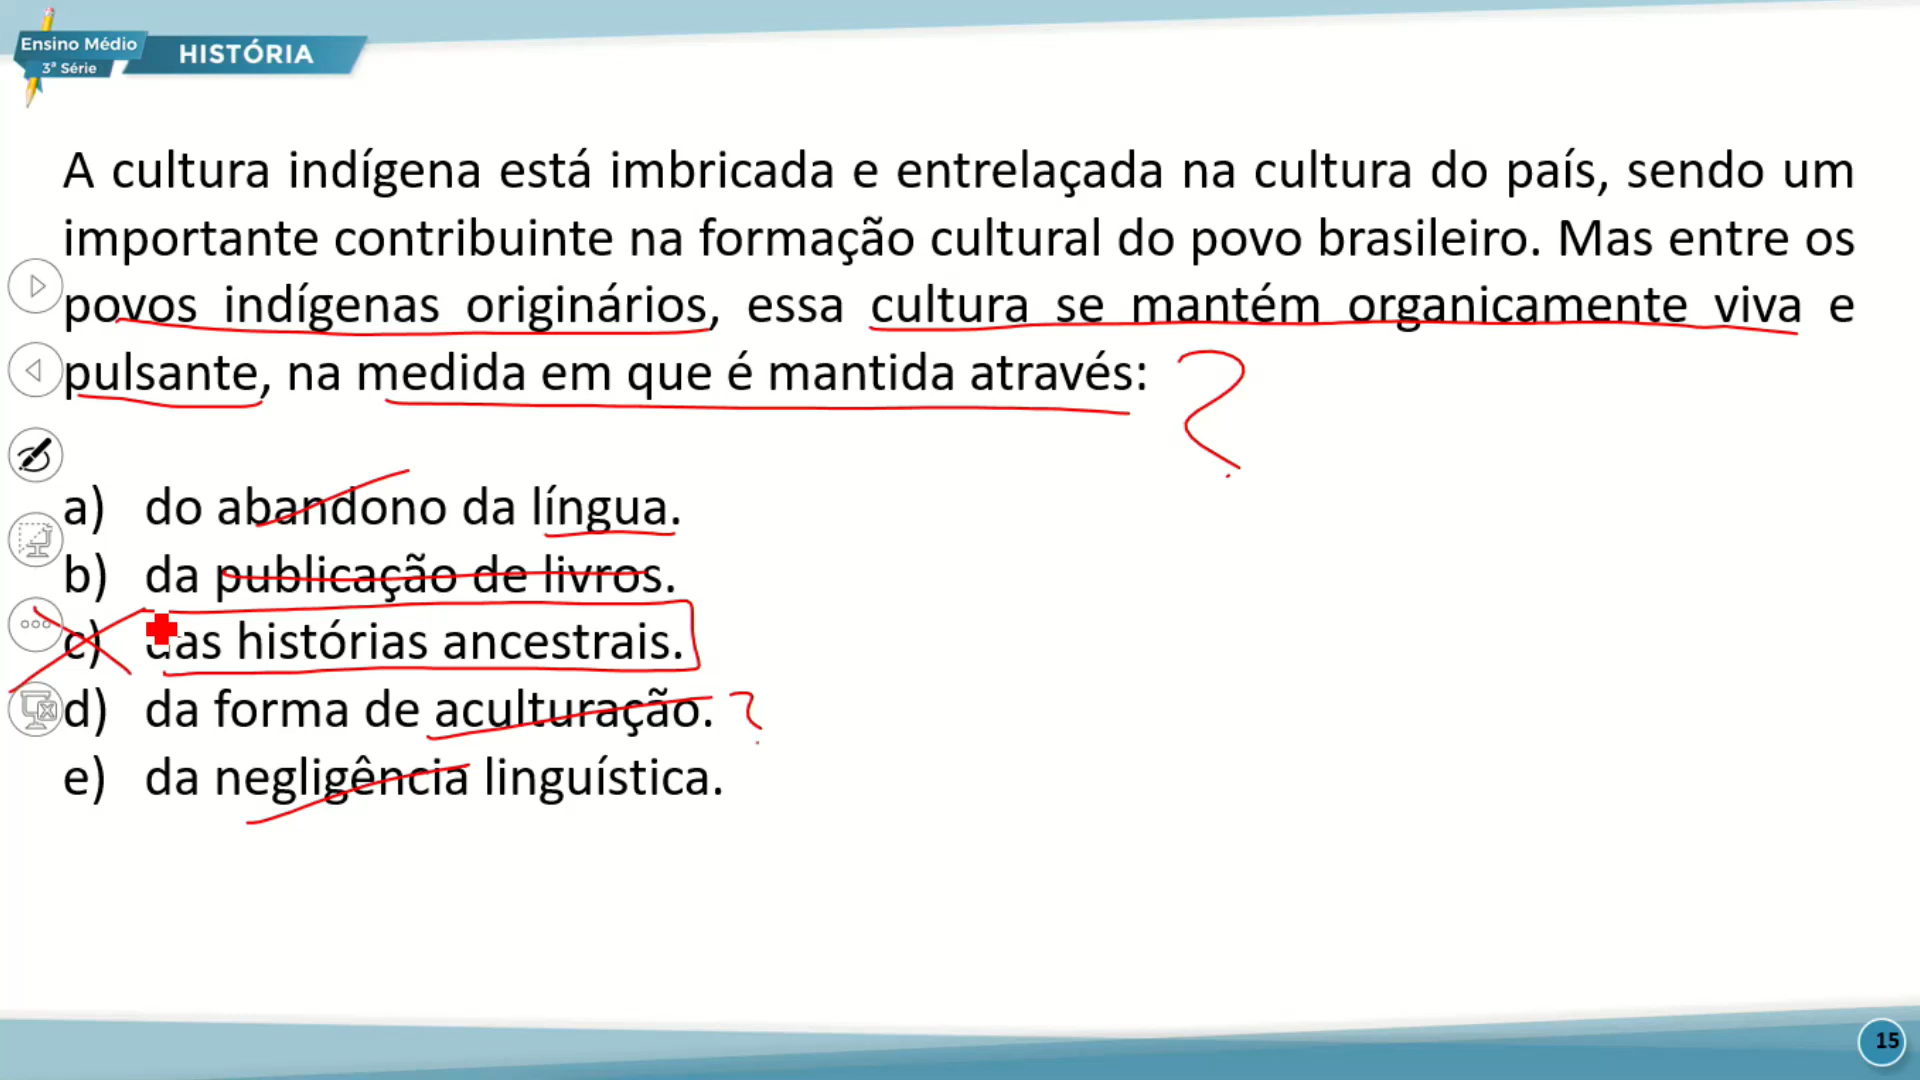 Ensino Médio
3ª Série
HISTÓRIA
A cultura indígena está imbricada e entrelaçada na cultura do país, sendo um
importante contribuinte na formação cultural do povo brasileiro. Mas entre os
povos indígenas originários, essa cultura se mantém organicamente viva e
pulsante, na medida em que é mantida através: ?
a) do abandono da língua.
b) da publicação de livros.
c) das histórias ancestrais.
d) da forma de aculturação. ?
e) da negligência linguística.
15